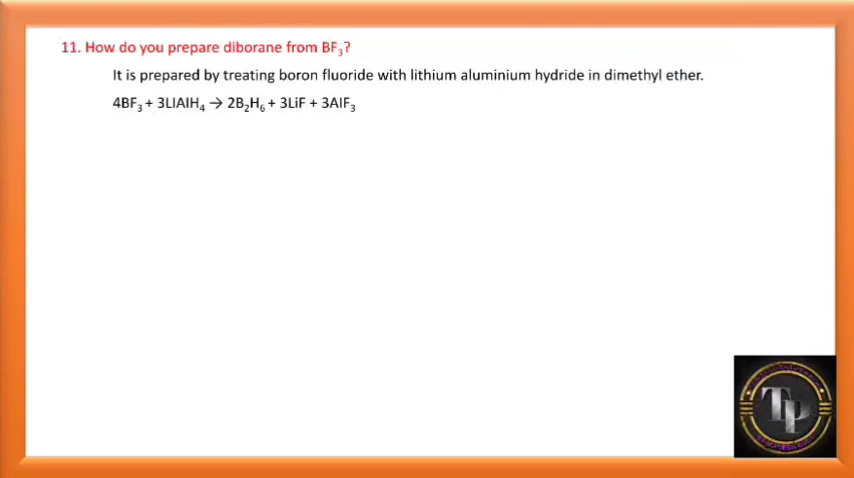 11. How do you prepare diborane from BF₃?
It is prepared by treating boron fluoride with lithium aluminium hydride in dimethyl ether.
4BF₃ + 3LIAlH₄ → 2B₂H₆ + 3LiF + 3AlF₃
TP